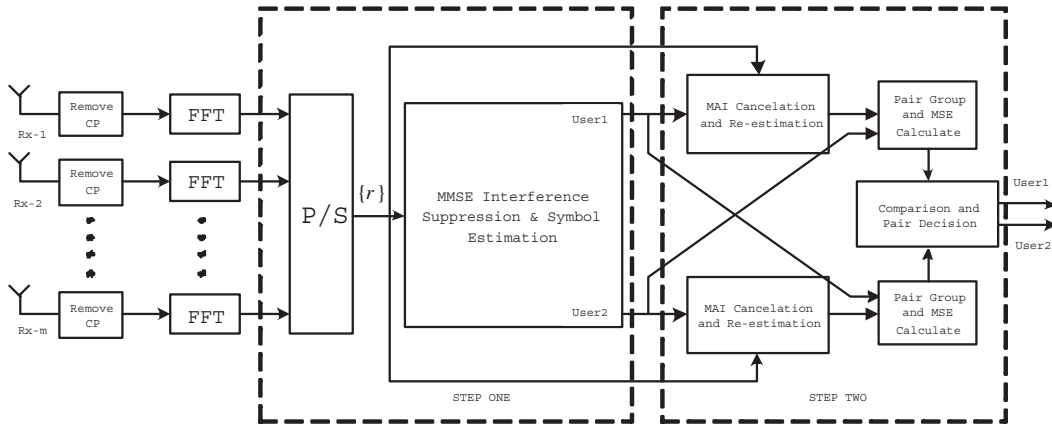 Rx-1
Remove
CP
FFT
Rx-2
Remove
CP
FFT
Rx-m
Remove
CP
FFT
P/S
{r}
MMSE Interference
Suppression & Symbol
Estimation
User1
User2
STEP ONE
MAI Cancelation
and Re-estimation
Pair Group
and MSE
Calculate
Comparison and
Pair Decision
User1
User2
MAI Cancelation
and Re-estimation
Pair Group
and MSE
Calculate
STEP TWO